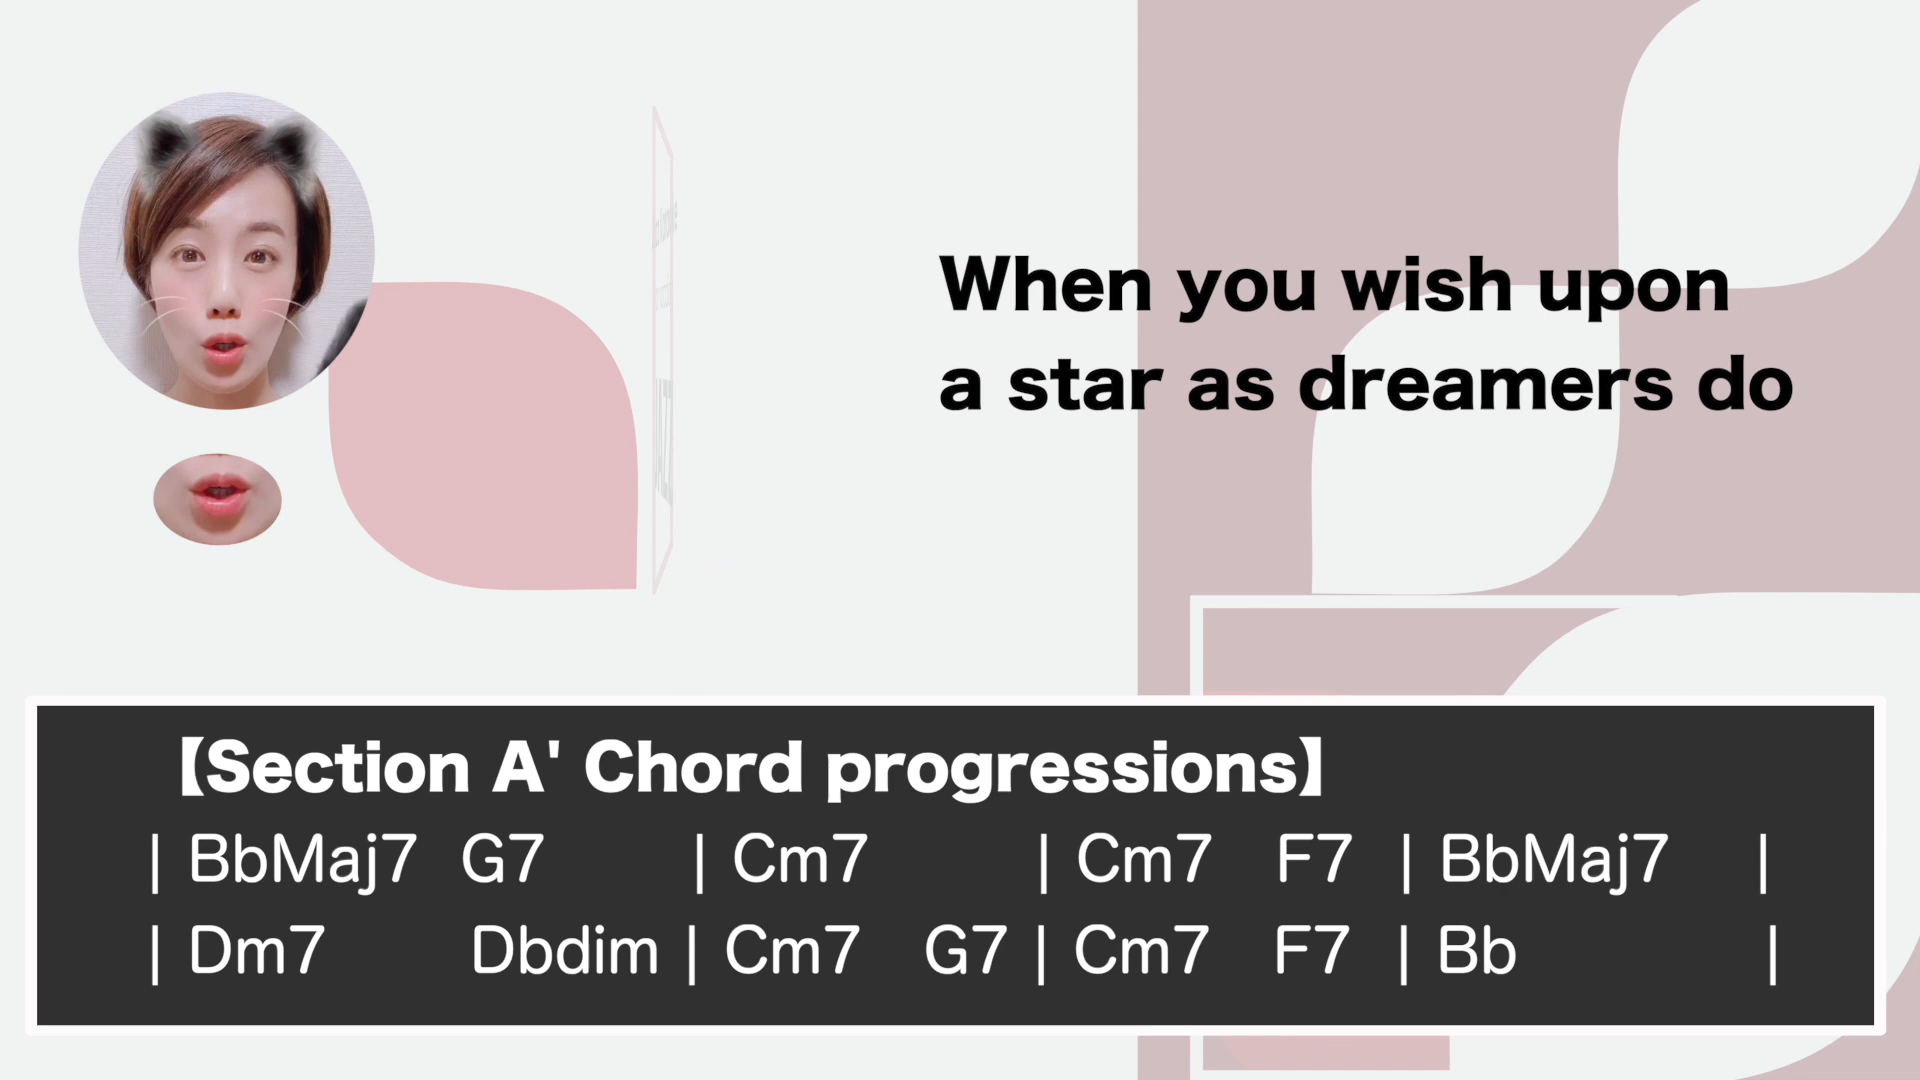 When you wish upon
a star as dreamers do
【Section A' Chord progressions】
| BbMaj7 G7 | Cm7 | Cm7 F7 | BbMaj7 |
| Dm7 Dbdim | Cm7 G7 | Cm7 F7 | Bb |